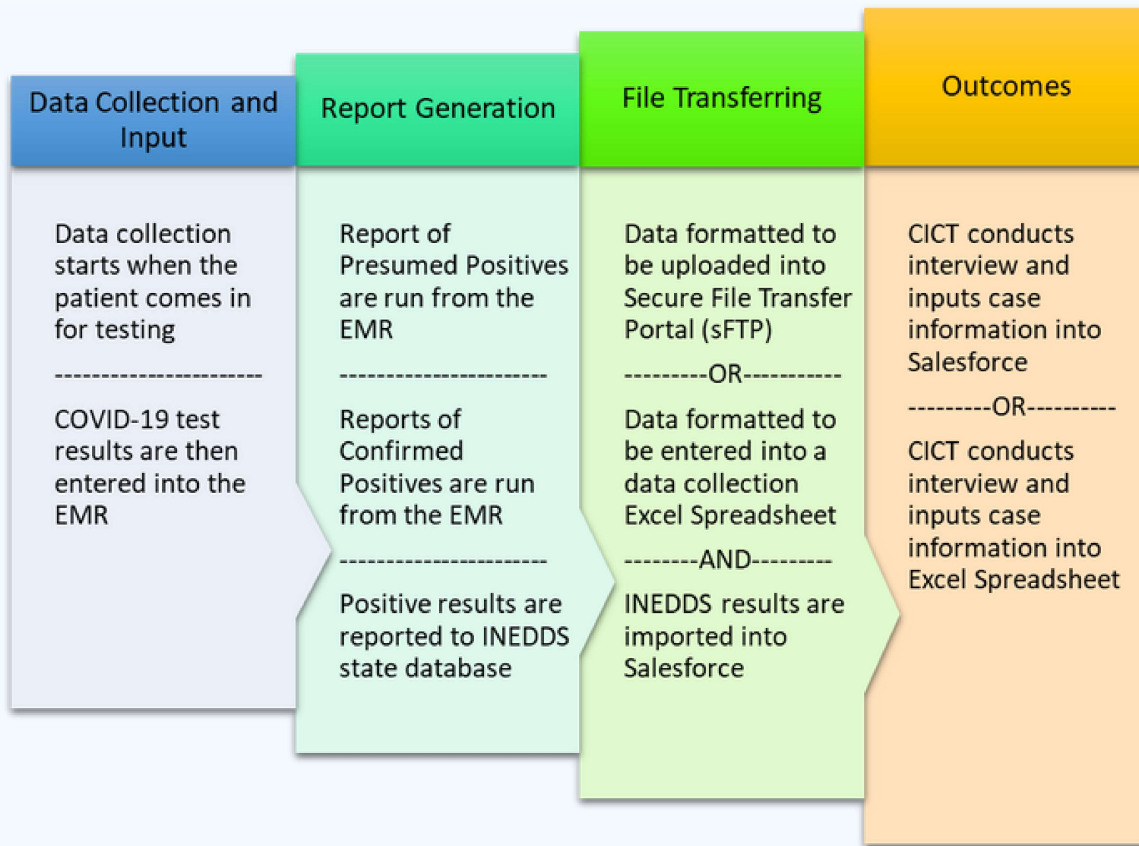 Data Collection and
Input
Data collection
starts when the
patient comes in
for testing
-----------------------
COVID-19 test
results are then
entered into the
EMR
Report Generation
Report of
Presumed Positives
are run from the
EMR
-----------------------
Reports of
Confirmed
Positives are run
from the EMR
-----------------------
Positive results are
reported to INEDDS
state database
File Transferring
Data formatted to
be uploaded into
Secure File Transfer
Portal (sFTP)
---------OR-----------
Data formatted to
be entered into a
data collection
Excel Spreadsheet
--------AND---------
INEDDS results are
imported into
Salesforce
Outcomes
CICT conducts
interview and
inputs case
information into
Salesforce
---------OR----------
CICT conducts
interview and
inputs case
information into
Excel Spreadsheet